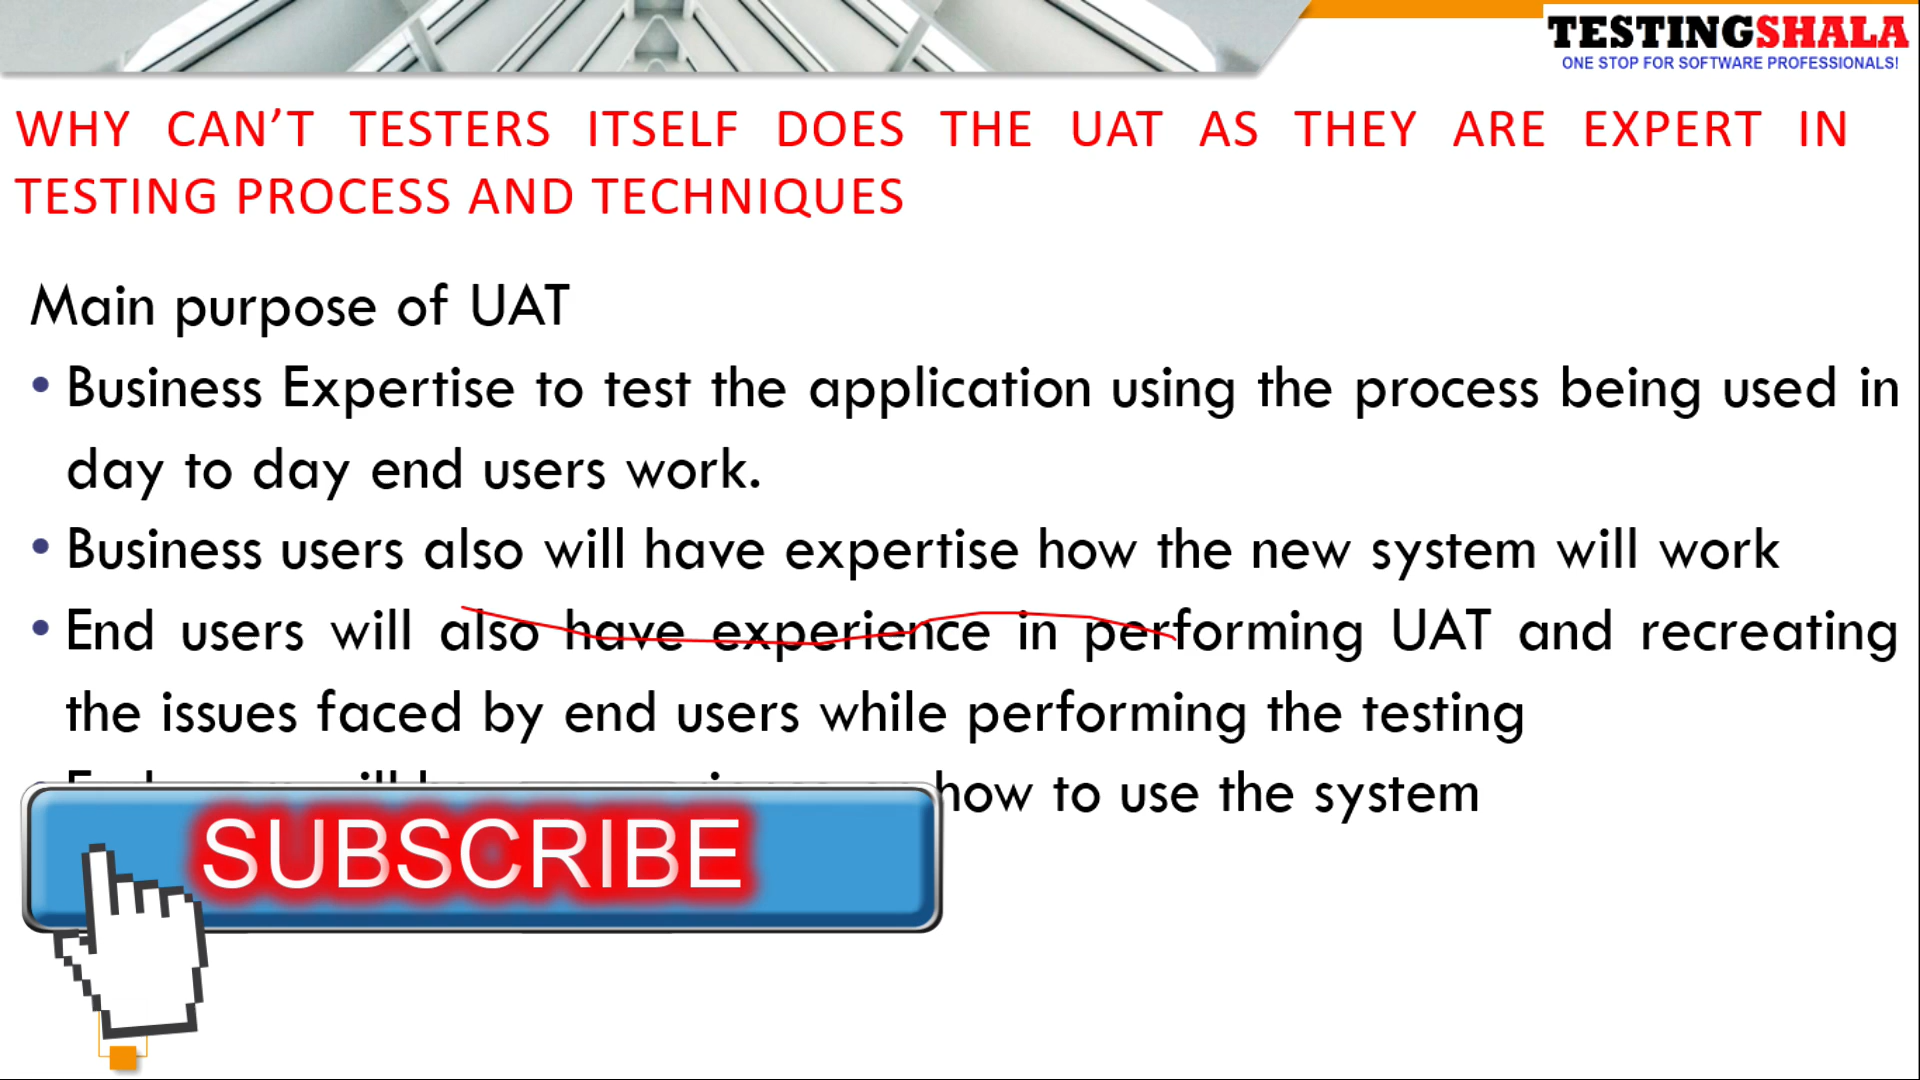 TESTINGSHALA
ONE STOP FOR SOFTWARE PROFESSIONALS!
WHY CAN'T TESTERS ITSELF DOES THE UAT AS THEY ARE EXPERT IN
TESTING PROCESS AND TECHNIQUES
Main purpose of UAT
• Business Expertise to test the application using the process being used in
day to day end users work.
• Business users also will have expertise how the new system will work
• End users will also have experience in performing UAT and recreating
the issues faced by end users while performing the testing
how to use the system
SUBSCRIBE